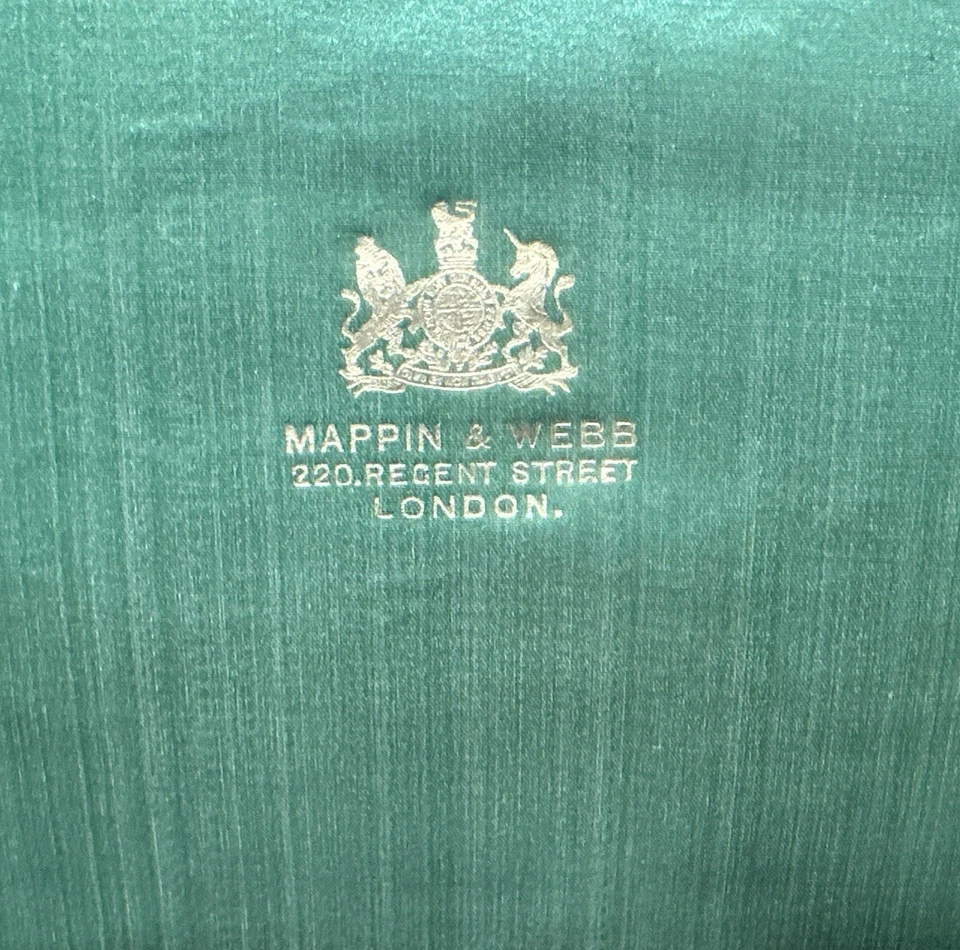 MAPPIN & WEBB
220.REGENT STREET
LONDON.